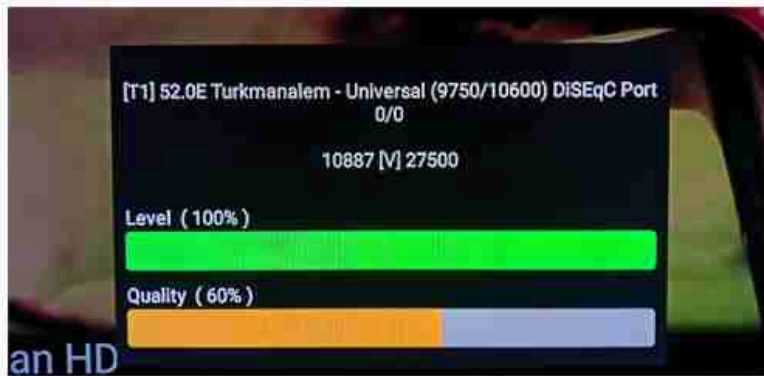 [T1] 52.0E Turkmanalem - Universal (9750/10600) DiSEqC Port
0/0
10887 [V] 27500
Level ( 100% )
Quality ( 60% )
an HD